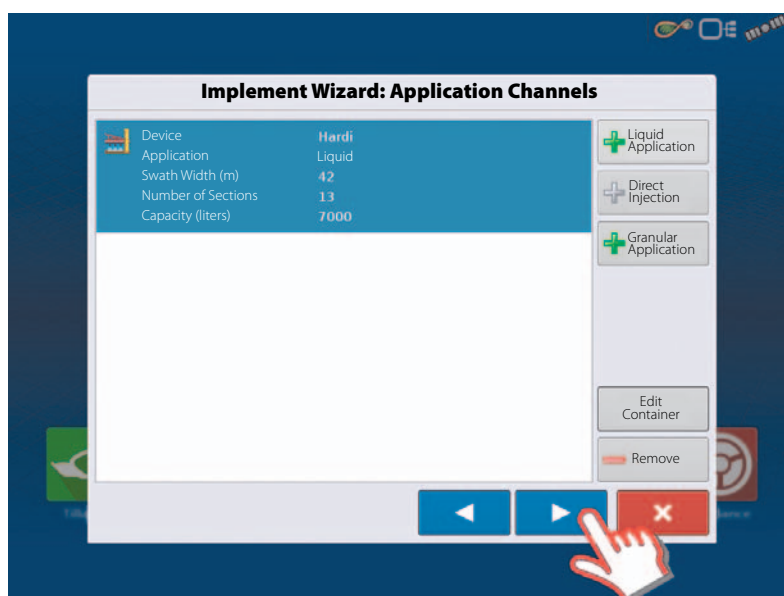 Implement Wizard: Application Channels
Device Hardi
Application Liquid
Swath Width (m) 42
Number of Sections 13
Capacity (liters) 7000
Liquid
Application
Direct
Injection
Granular
Application
Edit
Container
Remove